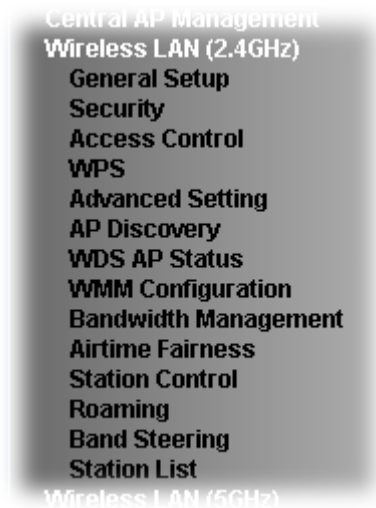 Central AP Management
Wireless LAN (2.4GHz)
General Setup
Security
Access Control
WPS
Advanced Setting
AP Discovery
WDS AP Status
WMM Configuration
Bandwidth Management
Airtime Fairness
Station Control
Roaming
Band Steering
Station List
Wireless LAN (5GHz)